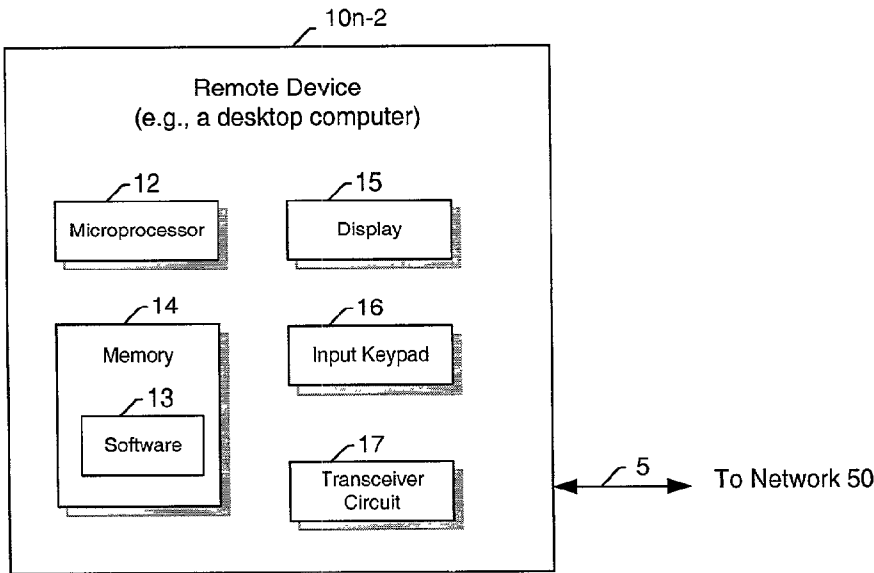 10n-2
Remote Device
(e.g., a desktop computer)
12
Microprocessor
15
Display
14
Memory
13
Software
16
Input Keypad
17
Transceiver
Circuit
5
To Network 50